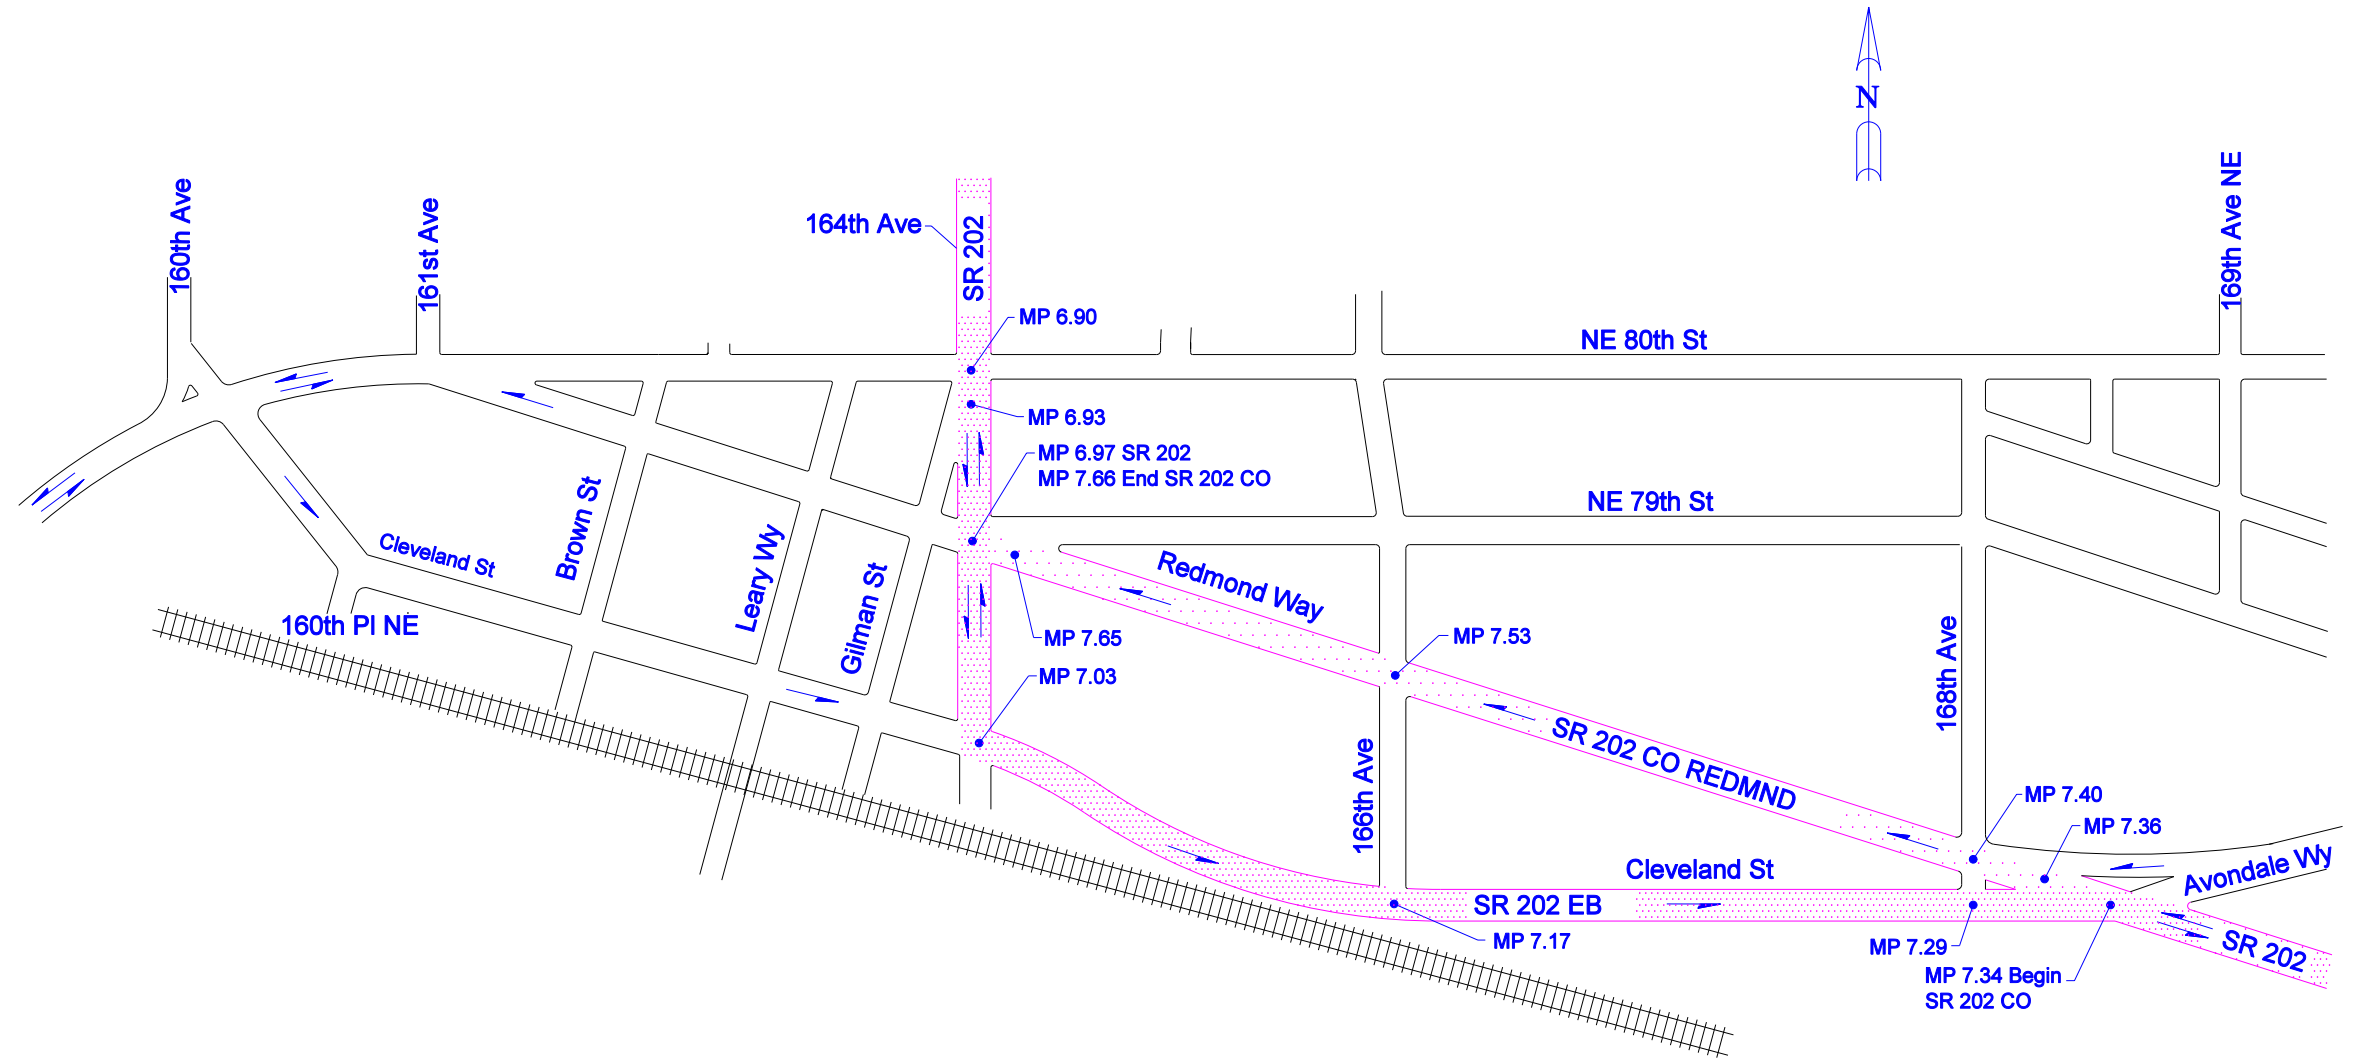 N
160th Ave
161st Ave
164th Ave
SR 202
169th Ave NE
MP 6.90
NE 80th St
MP 6.93
MP 6.97 SR 202
MP 7.66 End SR 202 CO
NE 79th St
Brown St
Cleveland St
Leary Wy
Gilman St
Redmond Way
160th Pl NE
MP 7.65
MP 7.53
MP 7.03
168th Ave
SR 202 CO REDMND
166th Ave
MP 7.40
MP 7.36
Cleveland St
Avondale Wy
SR 202 EB
MP 7.17
MP 7.29
SR 202
MP 7.34 Begin
SR 202 CO